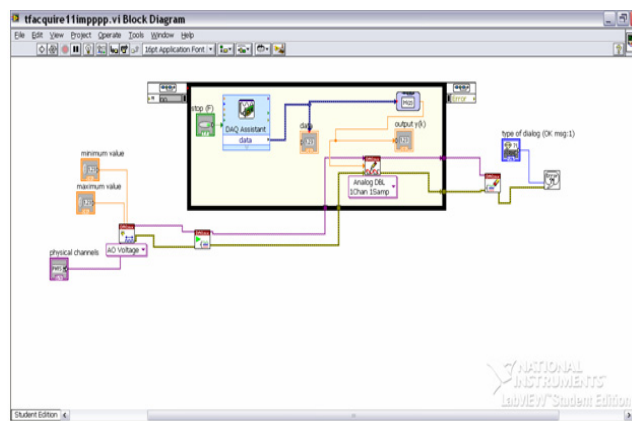 tfacquire11impppp.vi Block Diagram
File Edit View Project Operate Tools Window Help
16pt Application Font
stop (F)
DAQ Assistant
data
data
output y(k)
Error
type of dialog (OK msg:1)
minimum value
maximum value
Analog DBL
1Chan 1Samp
AO Voltage
physical channels
NATIONAL
INSTRUMENTS
LabVIEW Student Edition
Student Edition